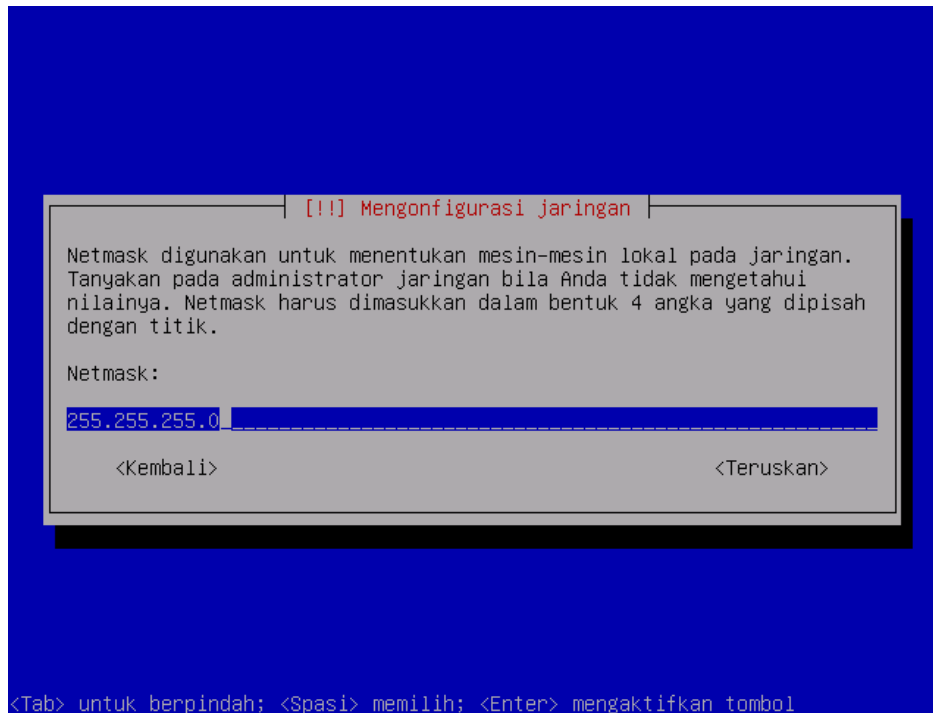 [!!] Mengonfigurasi jaringan
Netmask digunakan untuk menentukan mesin-mesin lokal pada jaringan.
Tanyakan pada administrator jaringan bila Anda tidak mengetahui
nilainya. Netmask harus dimasukkan dalam bentuk 4 angka yang dipisah
dengan titik.
Netmask:
255.255.255.0
<Kembali> <Teruskan>
<Tab> untuk berpindah; <Spasi> memilih; <Enter> mengaktifkan tombol